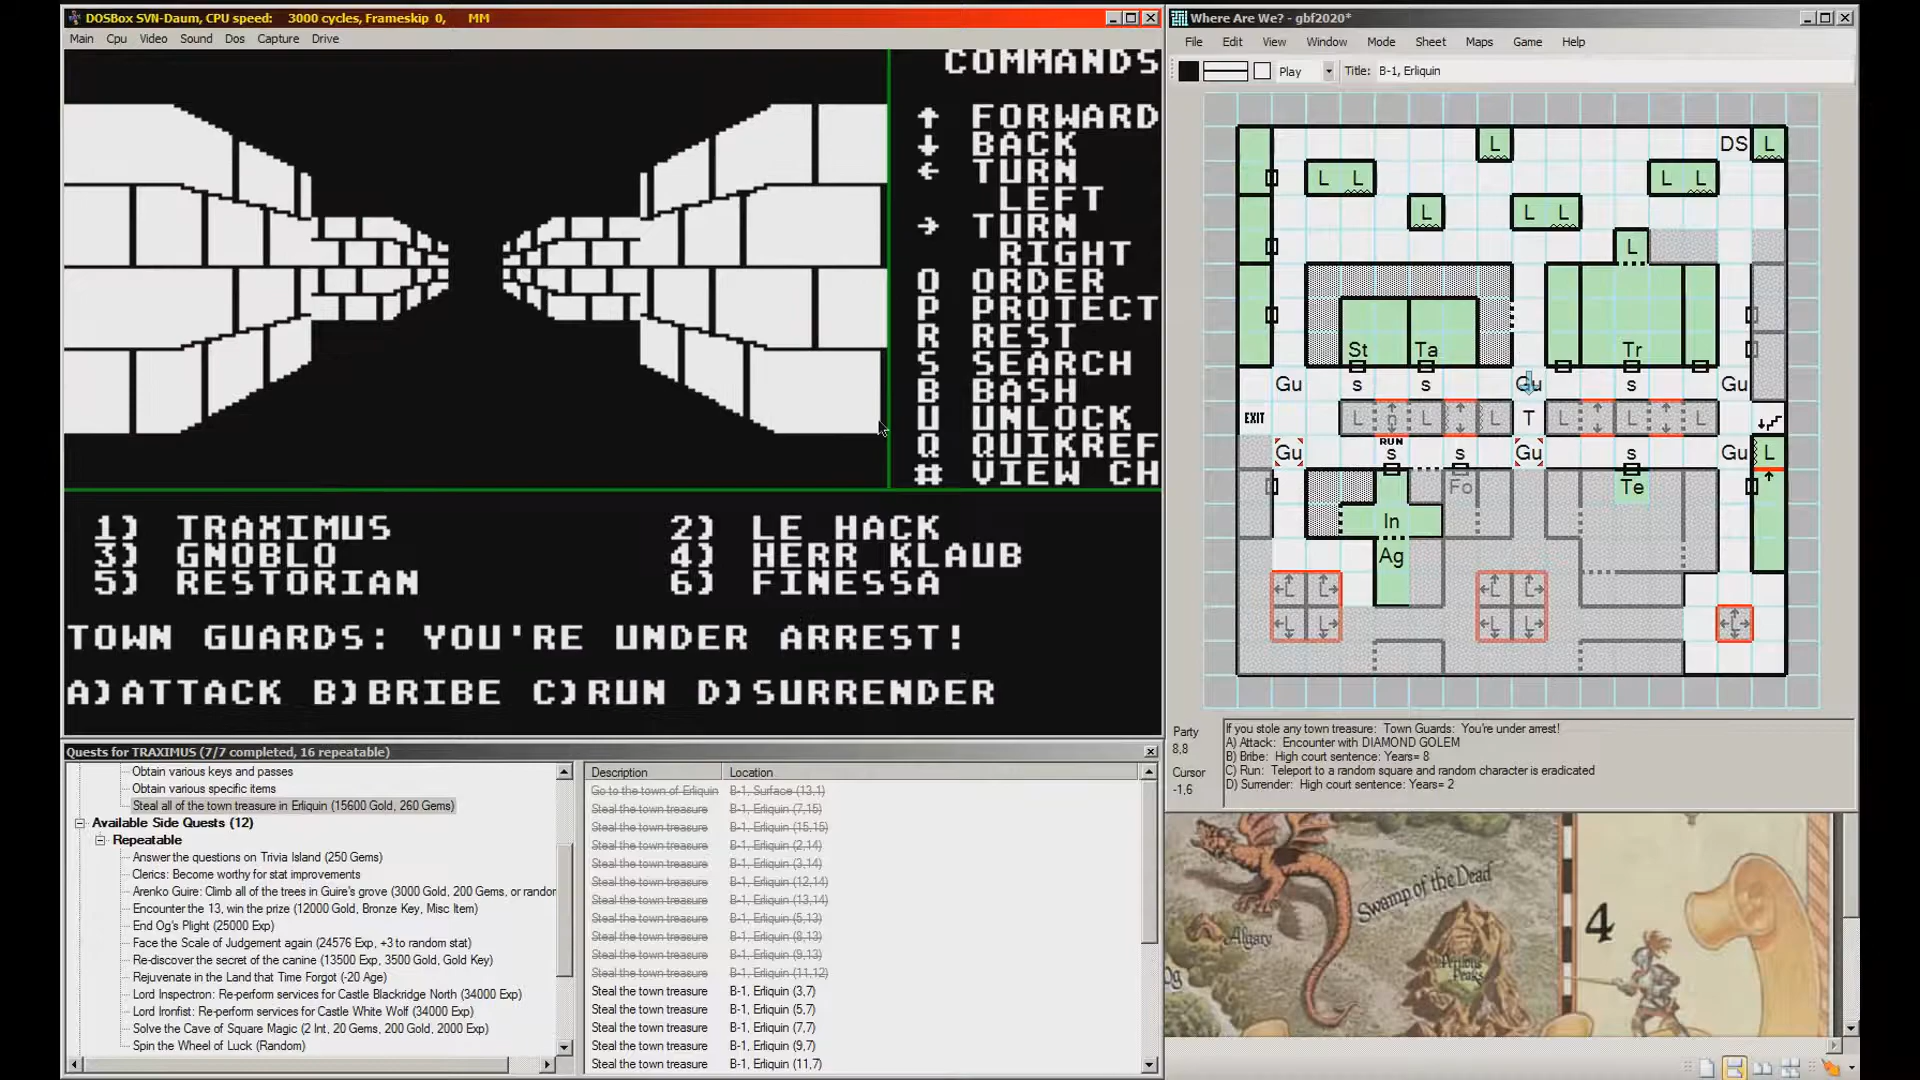 DOSBox SVN-Daum, CPU speed: 3000 cycles, Frameskip 0, MM
Main Cpu Video Sound Dos Capture Drive
COMMANDS
↑ FORWARD
↓ BACK
← TURN
LEFT
→ TURN
RIGHT
O ORDER
P PROTECT
R REST
S SEARCH
B BASH
U UNLOCK
Q QUIKREF
# VIEW CH
1) TRAXIMUS 2) LE HACK
3) GNOBLO 4) HERR KLAUB
5) RESTORIAN 6) FINESSA
TOWN GUARDS: YOU'RE UNDER ARREST!
A)ATTACK B)BRIBE C)RUN D)SURRENDER
Quests for TRAXIMUS (7/7 completed, 16 repeatable)
Obtain various keys and passes
Obtain various specific items
Steal all of the town treasure in Erliquin (15600 Gold, 260 Gems)
Available Side Quests (12)
Repeatable
Answer the questions on Trivia Island (250 Gems)
Clerics: Become worthy for stat improvements
Arenko Guire: Climb all of the trees in Guire's grove (3000 Gold, 200 Gems, or randor
Encounter the 13, win the prize (12000 Gold, Bronze Key, Misc Item)
End Og's Plight (25000 Exp)
Face the Scale of Judgement again (24576 Exp, +3 to random stat)
Re-discover the secret of the canine (13500 Exp, 3500 Gold, Gold Key)
Rejuvenate in the Land that Time Forgot (-20 Age)
Lord Inspectron: Re-perform services for Castle Blackridge North (34000 Exp)
Lord Ironfist: Re-perform services for Castle White Wolf (34000 Exp)
Solve the Cave of Square Magic (2 Int, 20 Gems, 200 Gold, 2000 Exp)
Spin the Wheel of Luck (Random)
Description Location
Go to the town of Erliquin B-1, Surface (13,1)
Steal the town treasure B-1, Erliquin (7,15)
Steal the town treasure B-1, Erliquin (15,15)
Steal the town treasure B-1, Erliquin (2,14)
Steal the town treasure B-1, Erliquin (3,14)
Steal the town treasure B-1, Erliquin (12,14)
Steal the town treasure B-1, Erliquin (13,14)
Steal the town treasure B-1, Erliquin (5,13)
Steal the town treasure B-1, Erliquin (8,13)
Steal the town treasure B-1, Erliquin (9,13)
Steal the town treasure B-1, Erliquin (11,12)
Steal the town treasure B-1, Erliquin (3,7)
Steal the town treasure B-1, Erliquin (5,7)
Steal the town treasure B-1, Erliquin (7,7)
Steal the town treasure B-1, Erliquin (9,7)
Steal the town treasure B-1, Erliquin (11,7)
Where Are We? - gbf2020*
File Edit View Window Mode Sheet Maps Game Help
Play Title: B-1, Erliquin
L DS L
L L L L
L L L
L
St Ta Tr
Gu s s Gu s Gu
EXIT L n L L T L L L
RUN
Gu s s Gu s Gu L
Fo Te
In
Ag
L L L L
L L L L L
Party
8,8
Cursor
-1,6
If you stole any town treasure: Town Guards: You're under arrest!
A) Attack: Encounter with DIAMOND GOLEM
B) Bribe: High court sentence: Years= 8
C) Run: Teleport to a random square and random character is eradicated
D) Surrender: High court sentence: Years= 2
Swamp of the Dead
Algary
Perilous
Peaks
Og
4